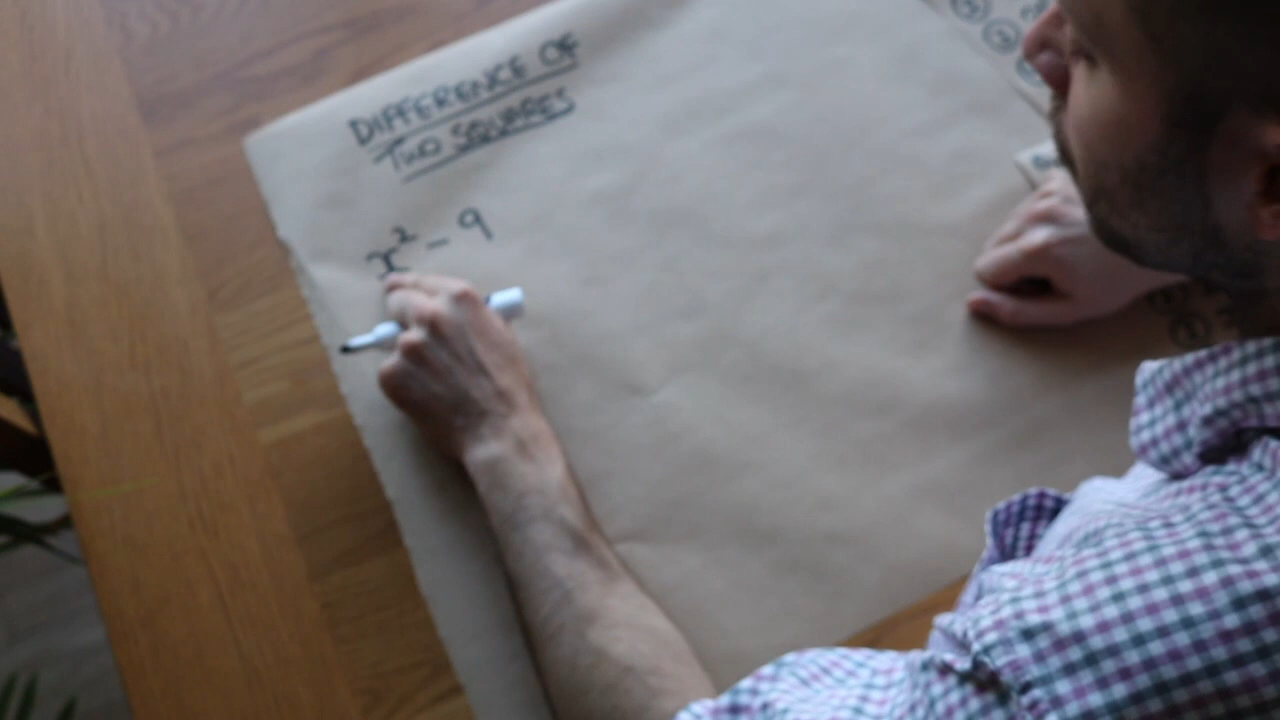 DIFFERENCE OF
TWO SQUARES
x² - 9